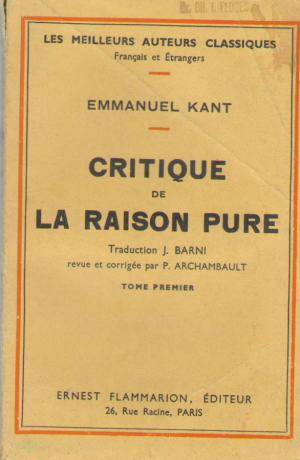 LES MEILLEURS AUTEURS CLASSIQUES
Français et Étrangers
EMMANUEL KANT
CRITIQUE
DE
LA RAISON PURE
Traduction J. BARNI
revue et corrigée par P. ARCHAMBAULT
TOME PREMIER
ERNEST FLAMMARION, ÉDITEUR
26, Rue Racine, PARIS